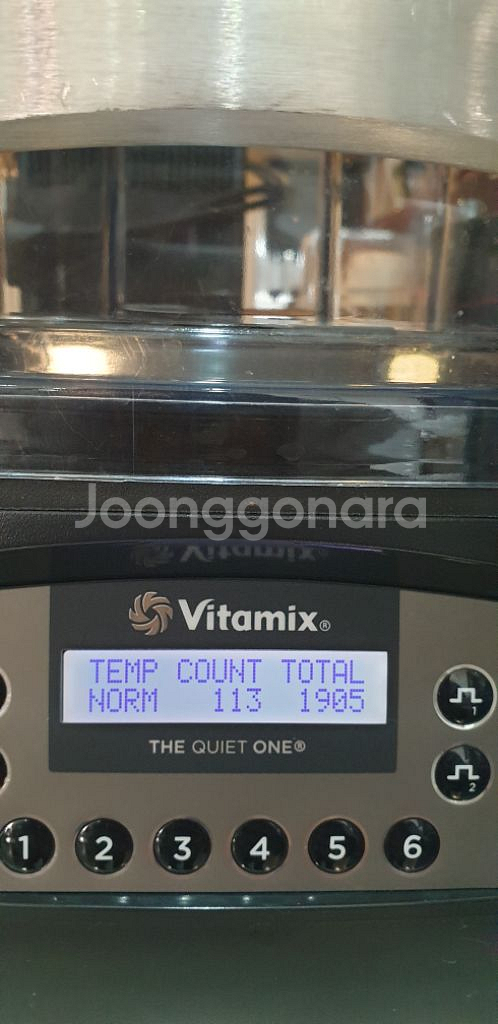 Joonggonara
Vitamix
Vitamix®
TEMP COUNT TOTAL
NORM 113 1905
THE QUIET ONE®
1
2
1 2 3 4 5 6